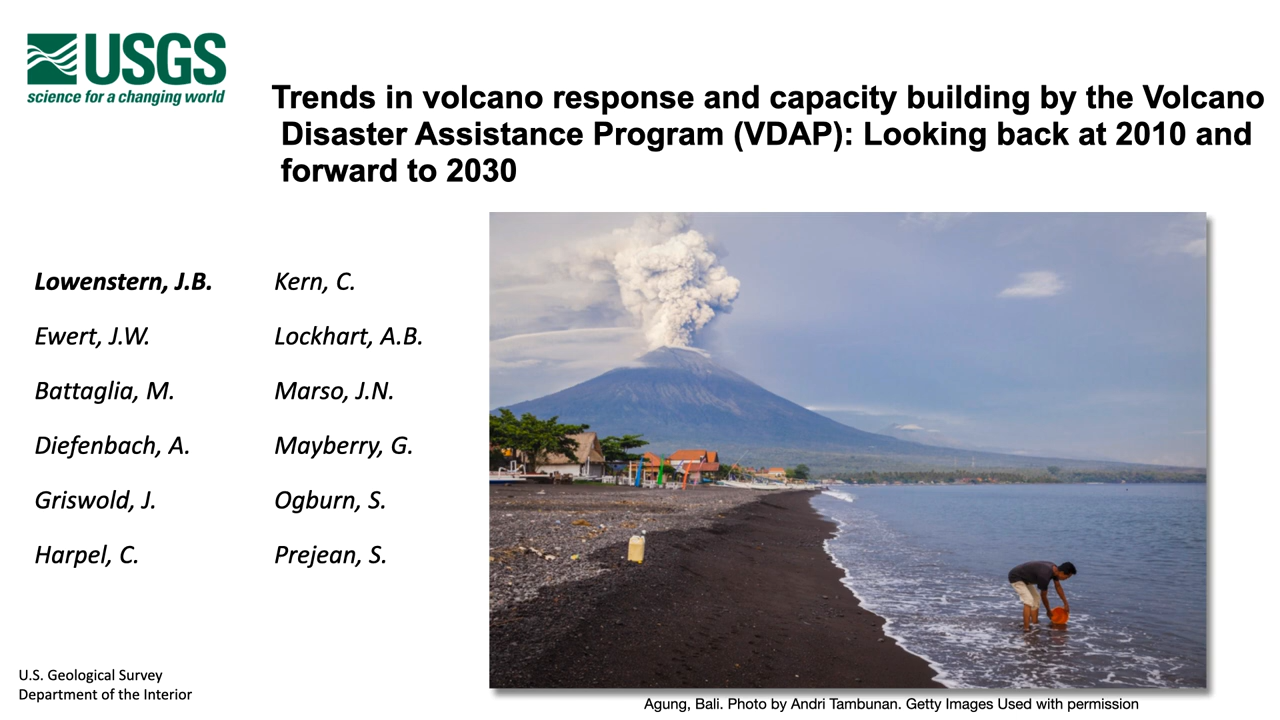 USGS
science for a changing world
Trends in volcano response and capacity building by the Volcano
Disaster Assistance Program (VDAP): Looking back at 2010 and
forward to 2030
Lowenstern, J.B.
Ewert, J.W.
Battaglia, M.
Diefenbach, A.
Griswold, J.
Harpel, C.
Kern, C.
Lockhart, A.B.
Marso, J.N.
Mayberry, G.
Ogburn, S.
Prejean, S.
U.S. Geological Survey
Department of the Interior
Agung, Bali. Photo by Andri Tambunan. Getty Images Used with permission